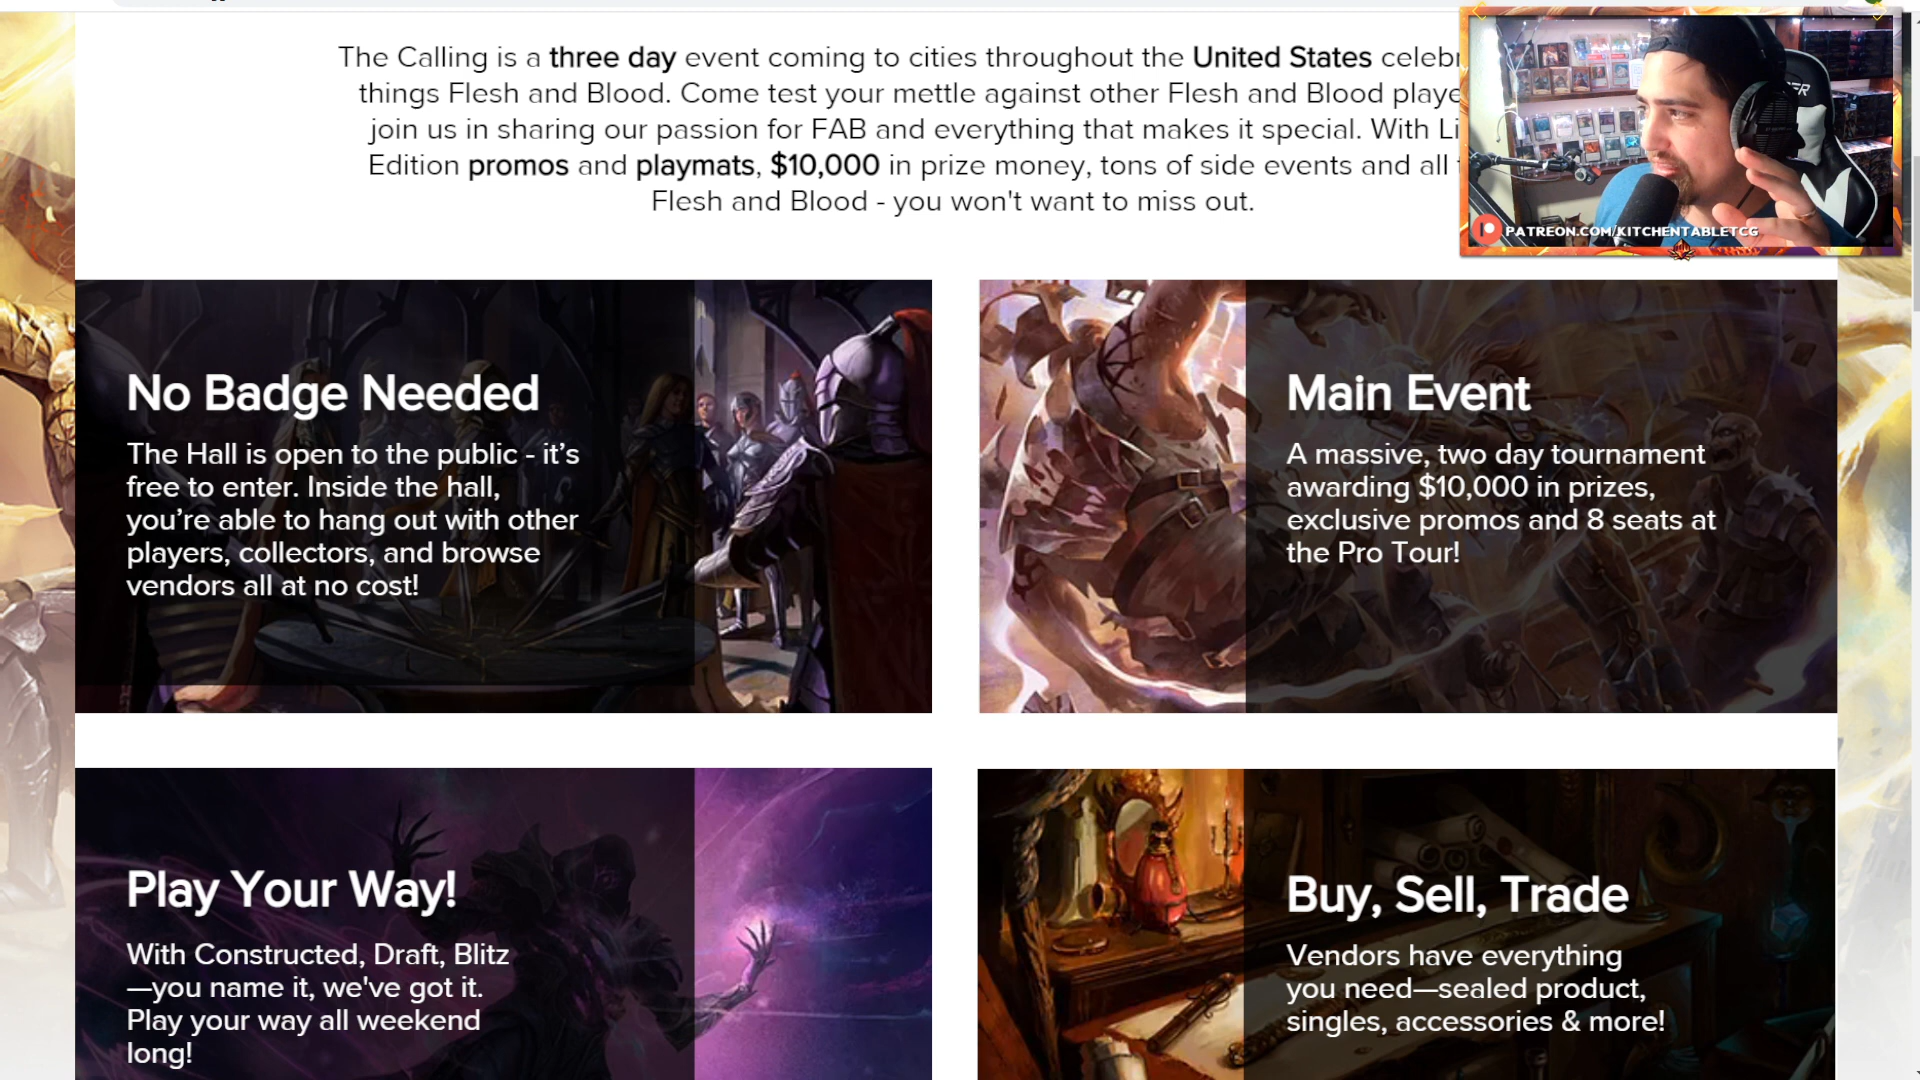 The Calling is a three day event coming to cities throughout the United States
things Flesh and Blood. Come test your mettle against other Flesh and Blood
join us in sharing our passion for FAB and everything that makes it special. With
Edition promos and playmats, $10,000 in prize money, tons of side events and all
Flesh and Blood - you won't want to miss out.
PATREON.COM/KITCHENTABLETCG
No Badge Needed
The Hall is open to the public - it’s
free to enter. Inside the hall,
you’re able to hang out with other
players, collectors, and browse
vendors all at no cost!
Main Event
A massive, two day tournament
awarding $10,000 in prizes,
exclusive promos and 8 seats at
the Pro Tour!
Play Your Way!
With Constructed, Draft, Blitz
—you name it, we've got it.
Play your way all weekend
long!
Buy, Sell, Trade
Vendors have everything
you need—sealed product,
singles, accessories & more!